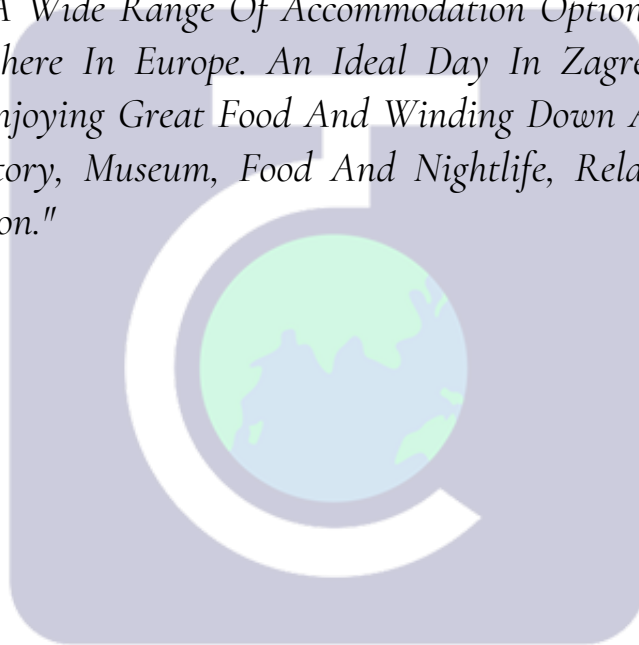 A Wide Range Of Accommodation Option
here In Europe. An Ideal Day In Zagre
njoying Great Food And Winding Down A
tory, Museum, Food And Nightlife, Rela
on."